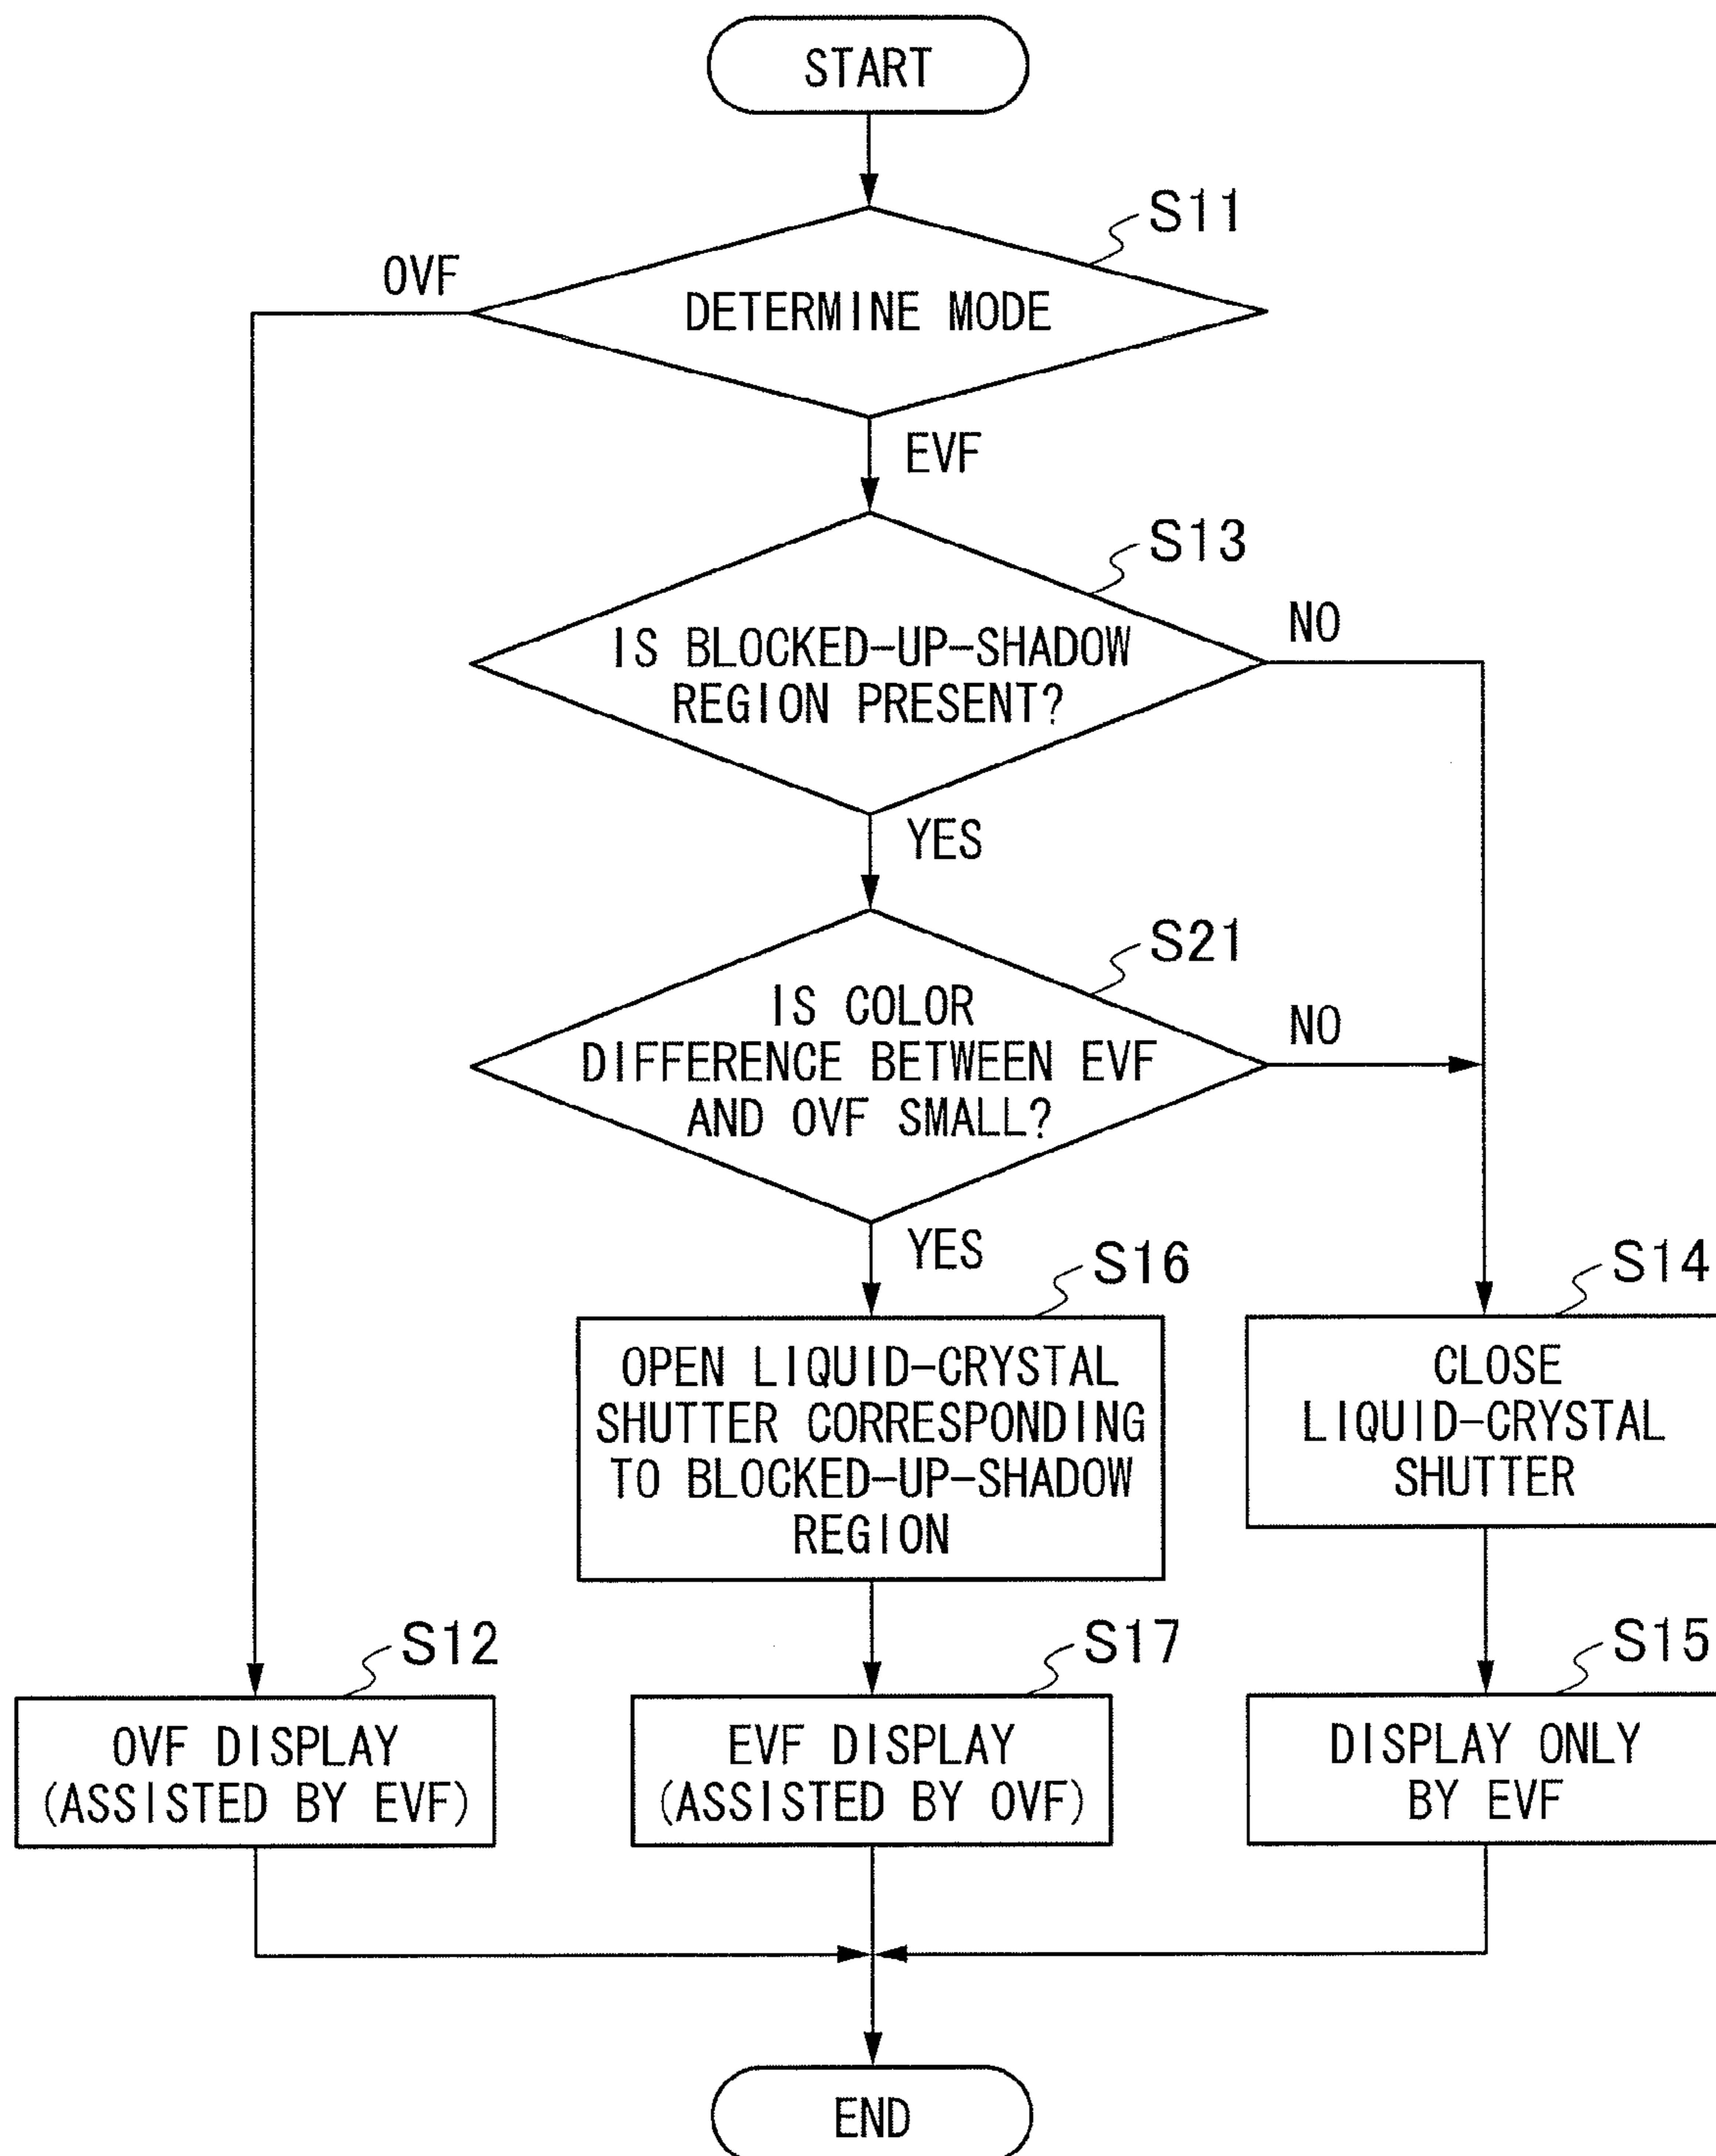 START
S11
OVF
DETERMINE MODE
EVF
S13
NO
IS BLOCKED-UP-SHADOW
REGION PRESENT?
YES
S21
IS COLOR
DIFFERENCE BETWEEN EVF
AND OVF SMALL?
NO
YES
S16
S14
OPEN LIQUID-CRYSTAL
SHUTTER CORRESPONDING
TO BLOCKED-UP-SHADOW
REGION
CLOSE
LIQUID-CRYSTAL
SHUTTER
S12
S17
S15
OVF DISPLAY
(ASSISTED BY EVF)
EVF DISPLAY
(ASSISTED BY OVF)
DISPLAY ONLY
BY EVF
END